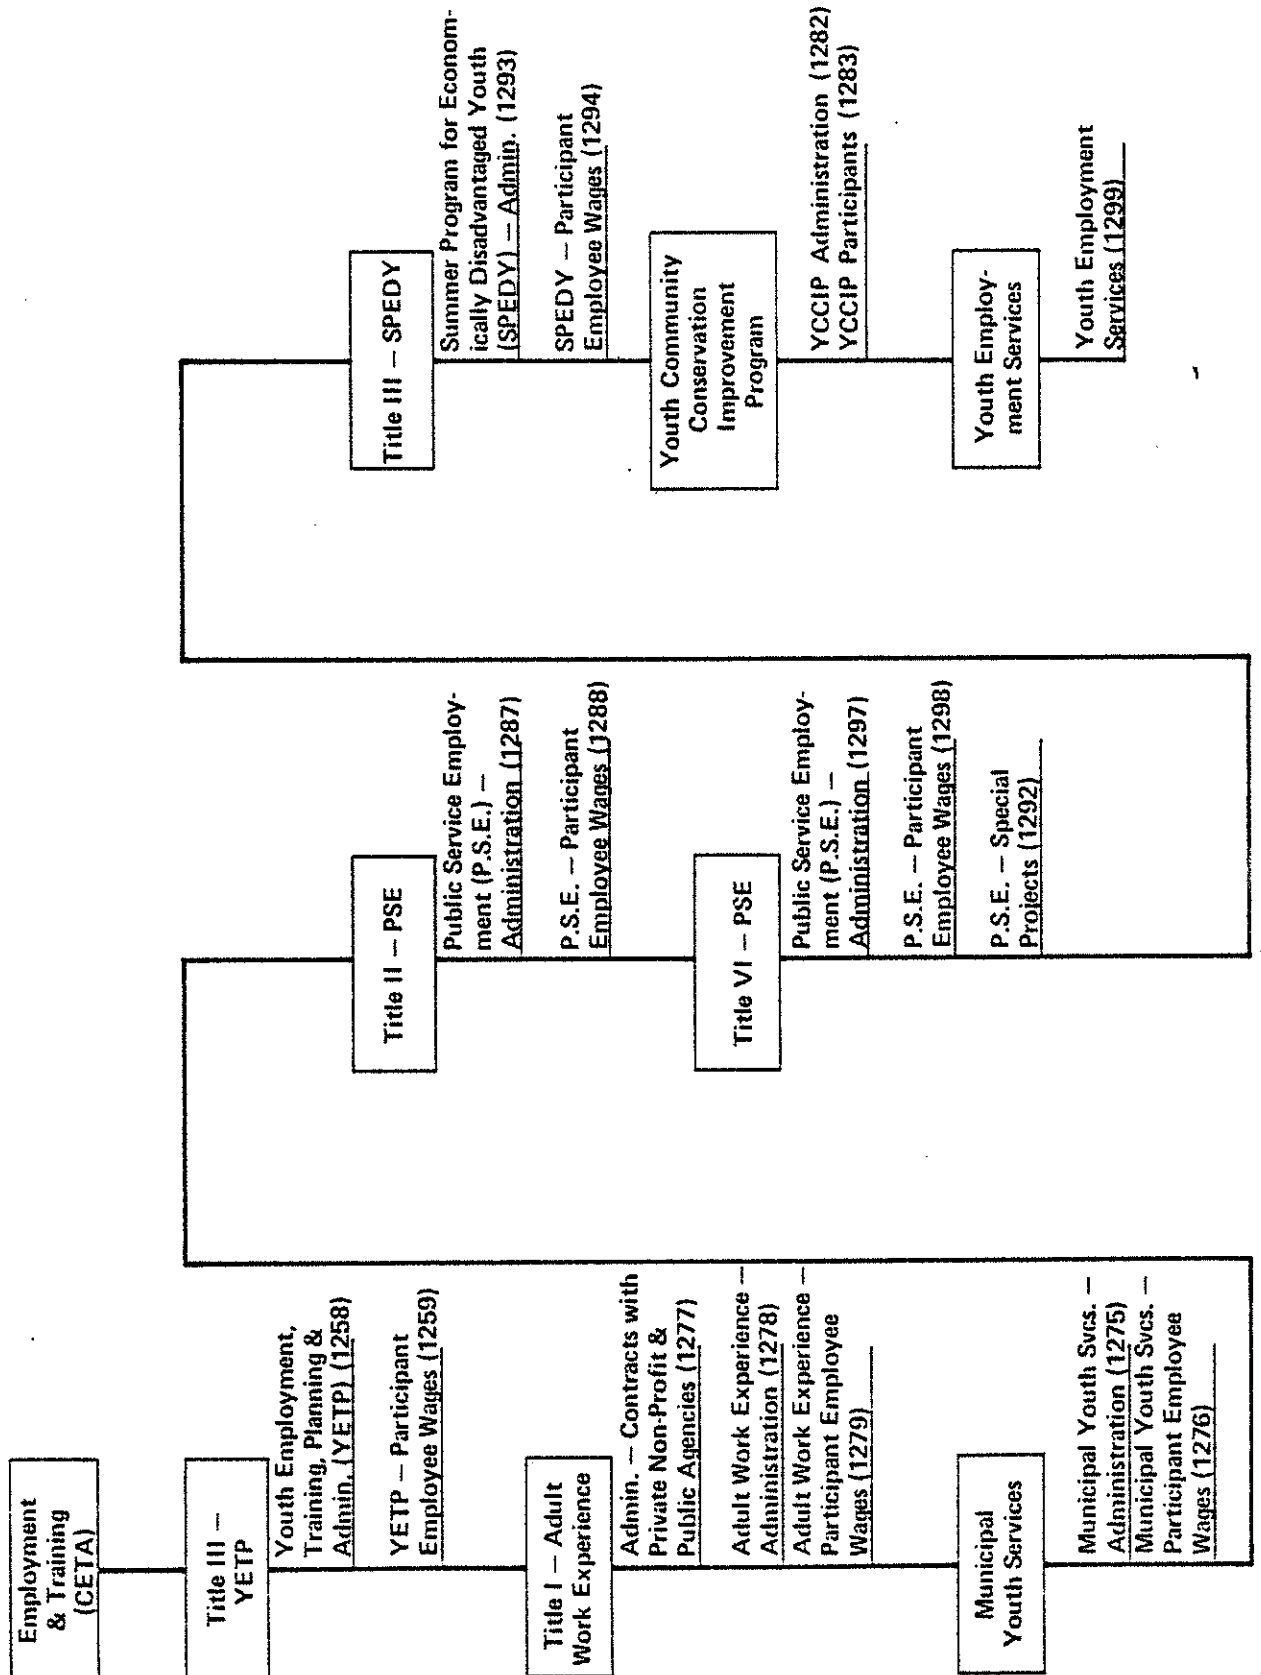 Employment
& Training
(CETA)
Title III —
YETP
Youth Employment,
Training, Planning &
Admin. (YETP) (1258)
YETP — Participant
Employee Wages (1259)
Title I — Adult
Work Experience
Admin. — Contracts with
Private Non-Profit &
Public Agencies (1277)
Adult Work Experience —
Administration (1278)
Adult Work Experience —
Participant Employee
Wages (1279)
Municipal
Youth Services
Municipal Youth Svcs. —
Administration (1275)
Municipal Youth Svcs. —
Participant Employee
Wages (1276)
Title II — PSE
Public Service Employ-
ment (P.S.E.) —
Administration (1287)
P.S.E. — Participant
Employee Wages (1288)
Title VI — PSE
Public Service Employ-
ment (P.S.E.) —
Administration (1297)
P.S.E. — Participant
Employee Wages (1298)
P.S.E. — Special
Projects (1292)
Title III — SPEDY
Summer Program for Econom-
ically Disadvantaged Youth
(SPEDY) — Admin. (1293)
SPEDY — Participant
Employee Wages (1294)
Youth Community
Conservation
Improvement
Program
YCCIP Administration (1282)
YCCIP Participants (1283)
Youth Employ-
ment Services
Youth Employment
Services (1299)